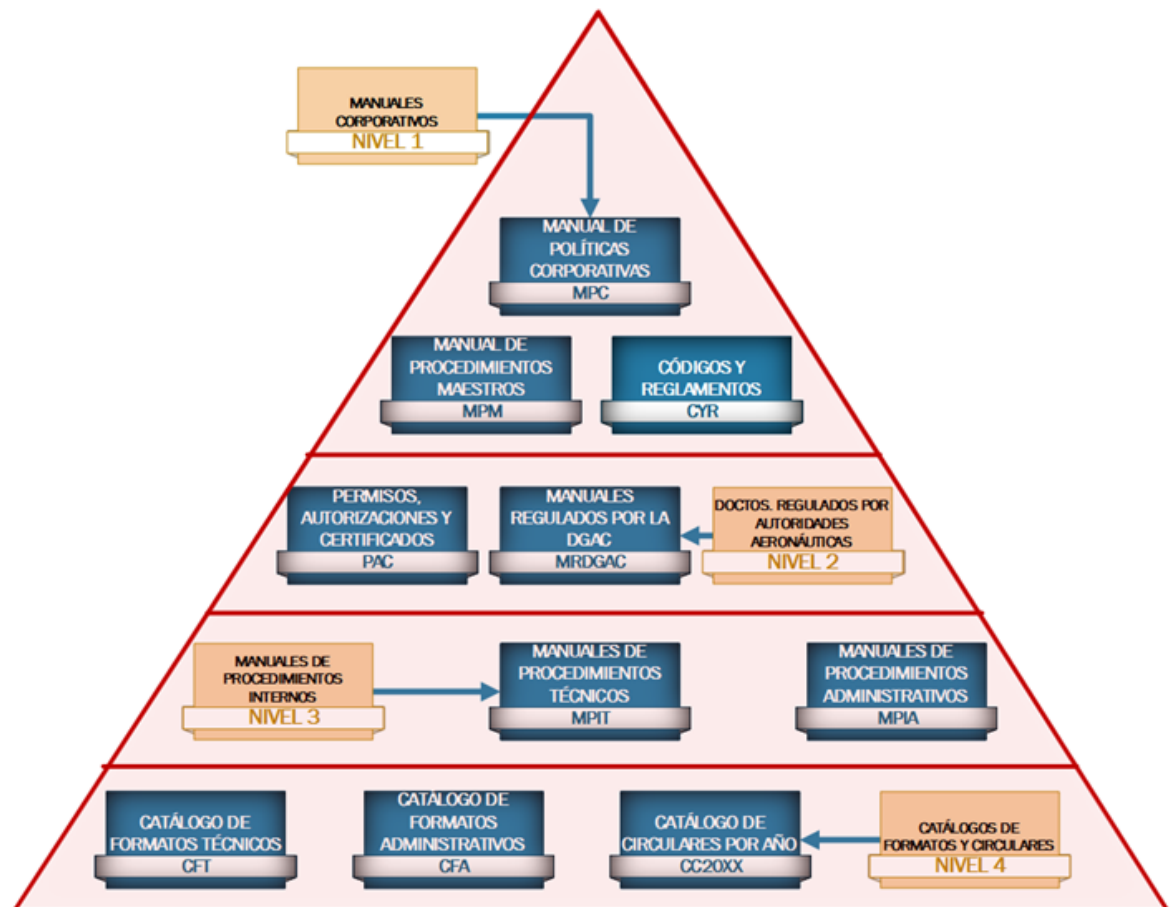 MANUALES
CORPORATIVOS
NIVEL 1
MANUAL DE
POLÍTICAS
CORPORATIVAS
MPC
MANUAL DE
PROCEDIMIENTOS
MAESTROS
MPM
CÓDIGOS Y
REGLAMENTOS
CYR
PERMISOS,
AUTORIZACIONES Y
CERTIFICADOS
PAC
MANUALES
REGULADOS POR LA
DGAC
MRDGAC
DOCTOS. REGULADOS POR
AUTORIDADES
AERONÁUTICAS
NIVEL 2
MANUALES DE
PROCEDIMIENTOS
INTERNOS
NIVEL 3
MANUALES DE
PROCEDIMIENTOS
TÉCNICOS
MPIT
MANUALES DE
PROCEDIMIENTOS
ADMINISTRATIVOS
MPIA
CATÁLOGO DE
FORMATOS TÉCNICOS
CFT
CATÁLOGO DE
FORMATOS
ADMINISTRATIVOS
CFA
CATÁLOGO DE
CIRCULARES POR AÑO
CC20XX
CATÁLOGOS DE
FORMATOS Y CIRCULARES
NIVEL 4